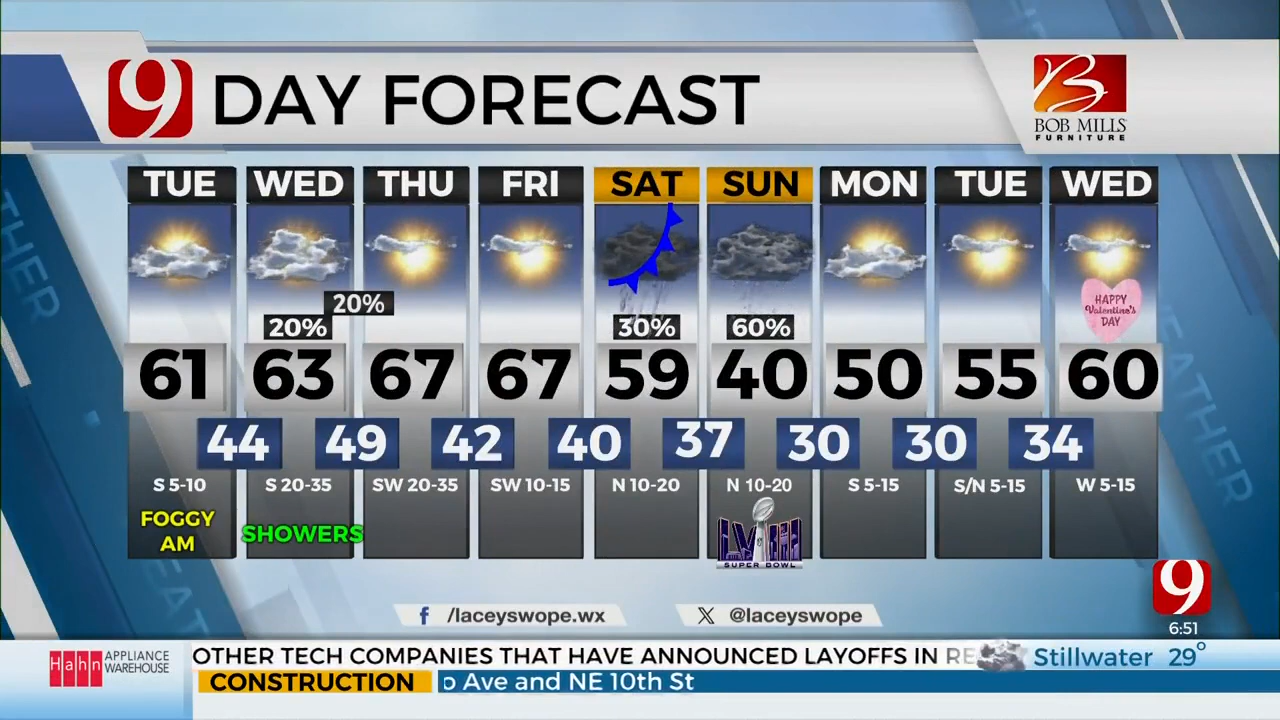 9 DAY FORECAST
BOB MILLS
FURNITURE
TUE WED THU FRI SAT SUN MON TUE WED
HAPPY
Valentine's
DAY
20%
20% 30% 60%
61 63 67 67 59 40 50 55 60
44 49 42 40 37 30 30 34
S 5-10 S 20-35 SW 20-35 SW 10-15 N 10-20 N 10-20 S 5-15 S/N 5-15 W 5-15
FOGGY
AM
SHOWERS
LVIII
SUPER BOWL
f /laceyswope.wx X @laceyswope
9
6:51
Hahn APPLIANCE
WAREHOUSE
OTHER TECH COMPANIES THAT HAVE ANNOUNCED LAYOFFS IN
Stillwater 29°
CONSTRUCTION Ave and NE 10th St
THER
WEATHER